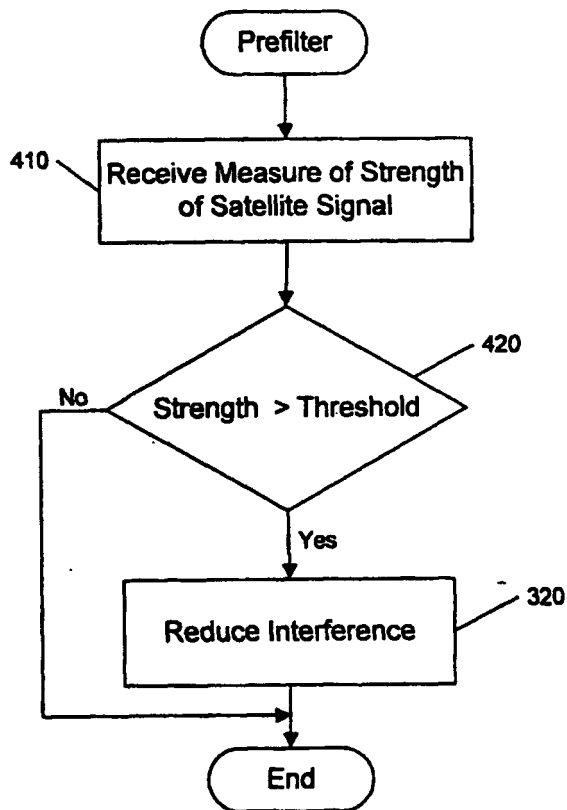 Prefilter
410
Receive Measure of Strength
of Satellite Signal
420
No
Strength > Threshold
Yes
320
Reduce Interference
End